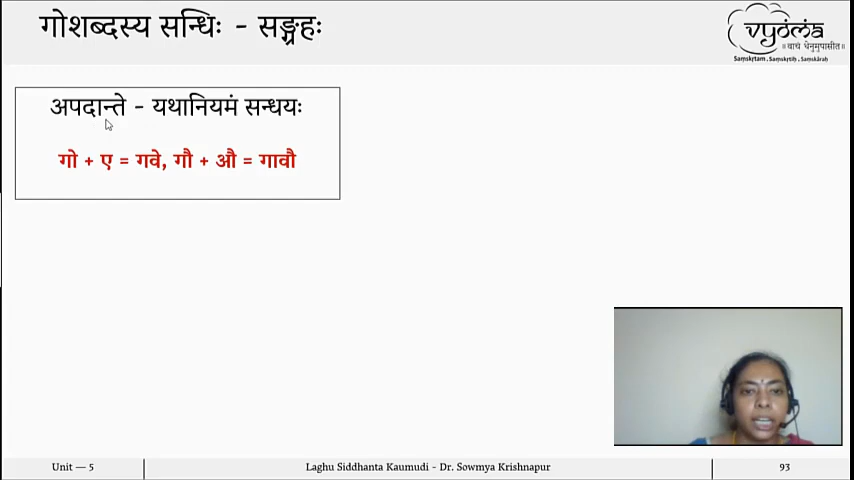 गोशब्दस्य सन्धिः - सङ्ग्रहः
vyoma
॥ वाचं धेनुमुपासीत॥
Saṃskṛtam, Saṃskṛtiḥ, Saṃskāraḥ
अपदान्ते - यथानियमं सन्धयः
गो + ए = गवे, गौ + औ = गावौ
Unit — 5
Laghu Siddhanta Kaumudi - Dr. Sowmya Krishnapur
93